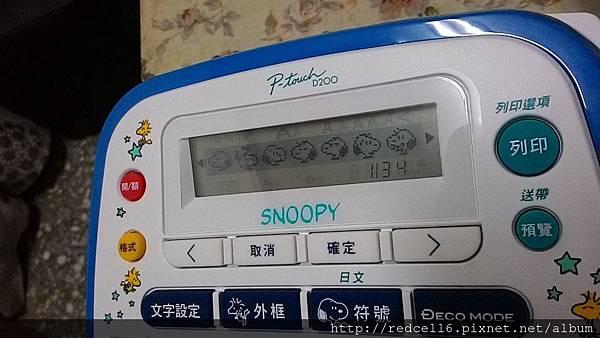 P-touch
D200
列印選項
列印
送帶
預覽
1134
SNOOPY
開/關
格式
取消
確定
日文
文字設定
外框
符號
DECO MODE
http://redcell6.pixnet.net/album